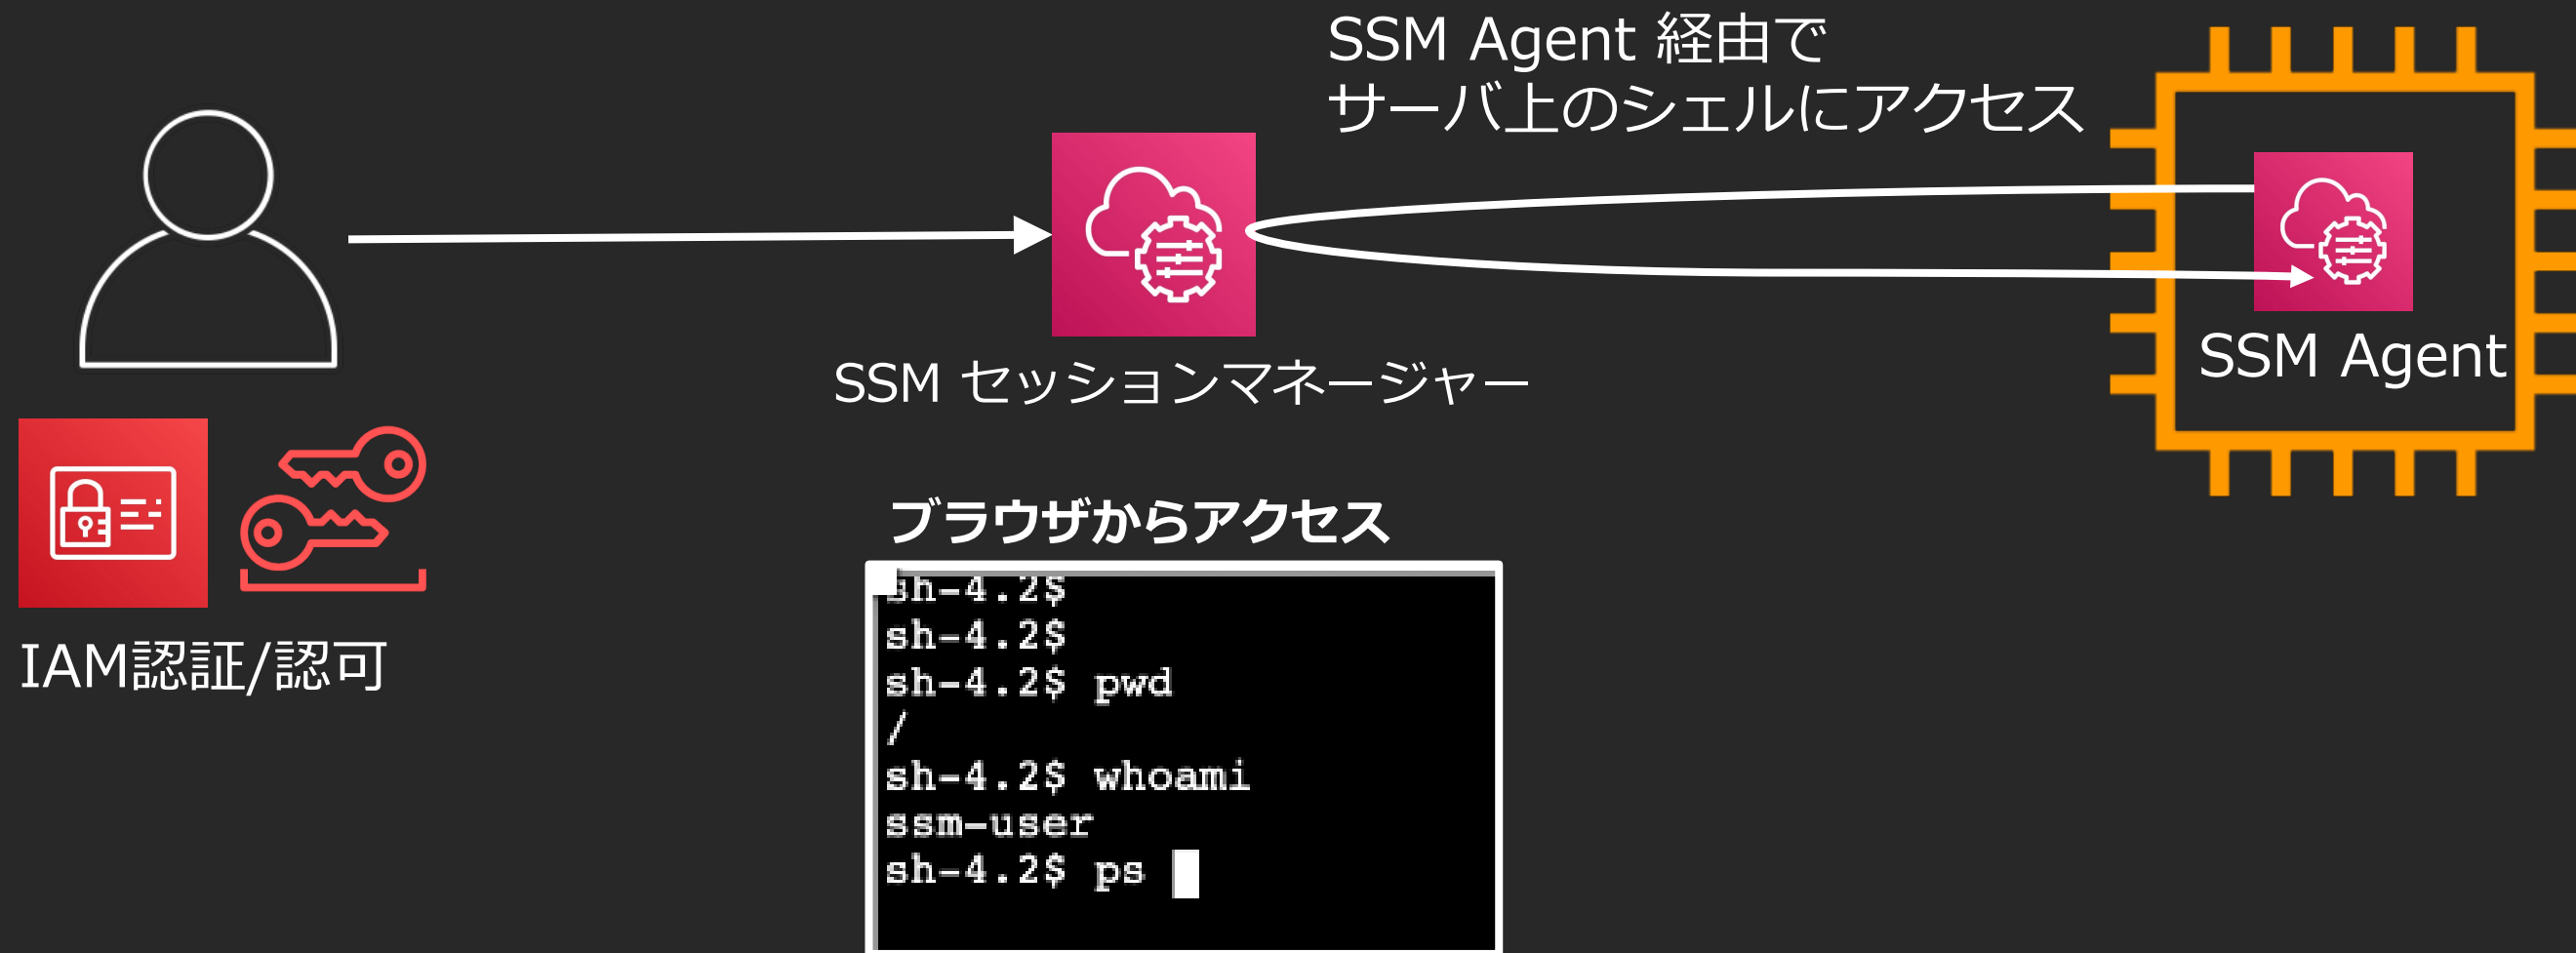 SSM Agent 経由で
サーバ上のシェルにアクセス
SSM Agent
SSM セッションマネージャー
IAM認証/認可
ブラウザからアクセス
sh-4.2$
sh-4.2$
sh-4.2$ pwd
/
sh-4.2$ whoami
ssm-user
sh-4.2$ ps